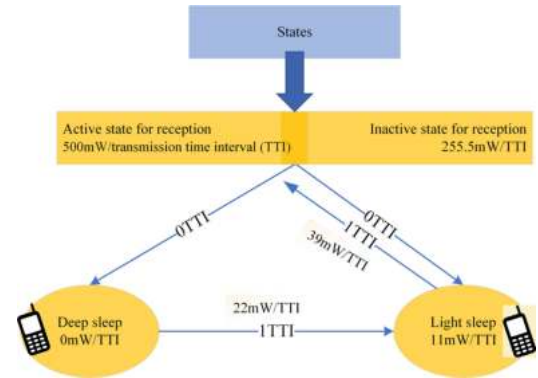 States
Active state for reception
500mW/transmission time interval (TTI)
Inactive state for reception
255.5mW/TTI
0TTI
0TTI
1TTI
39mW/TTI
Deep sleep
0mW/TTI
22mW/TTI
1TTI
Light sleep
11mW/TTI